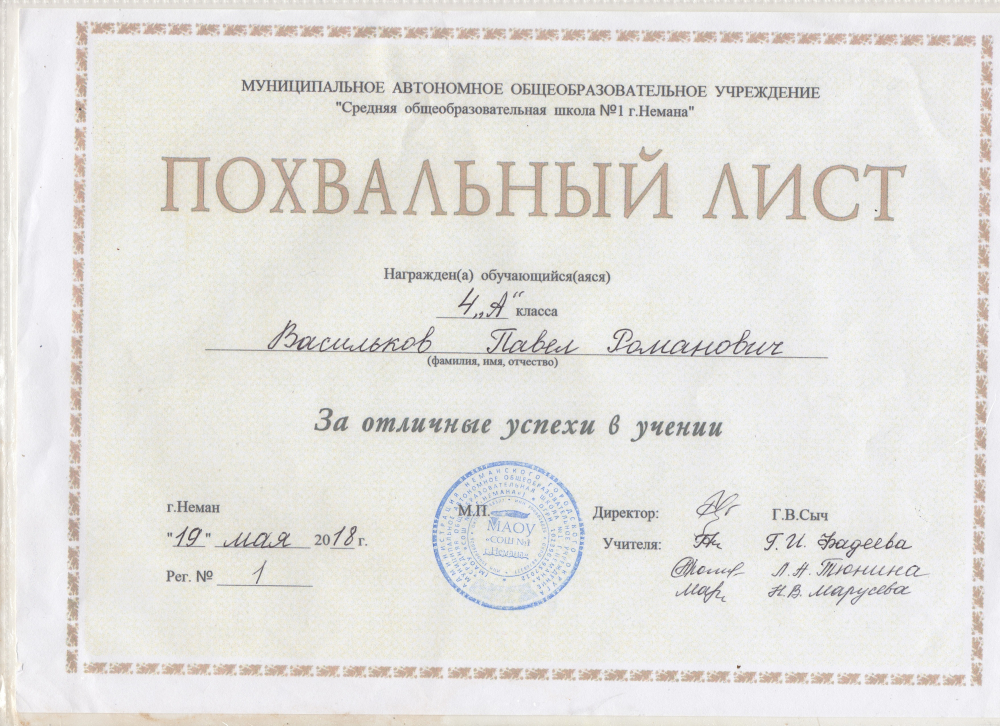 МУНИЦИПАЛЬНОЕ АВТОНОМНОЕ ОБЩЕОБРАЗОВАТЕЛЬНОЕ УЧРЕЖДЕНИЕ
"Средняя общеобразовательная школа №1 г.Немана"
ПОХВАЛЬНЫЙ ЛИСТ
Награжден(а) обучающийся(аяся)
4 „А“ класса
Васильков Павел Романович
(фамилия, имя, отчество)
За отличные успехи в учении
г.Неман
"19" мая 2018 г.
Рег. № 1
М.П.
МАОУ
«СОШ №1
г.Немана»
Директор: Г.В.Сыч
Учителя: Г.И. Фадеева
Л.А. Тюнина
Н.В. Марусева